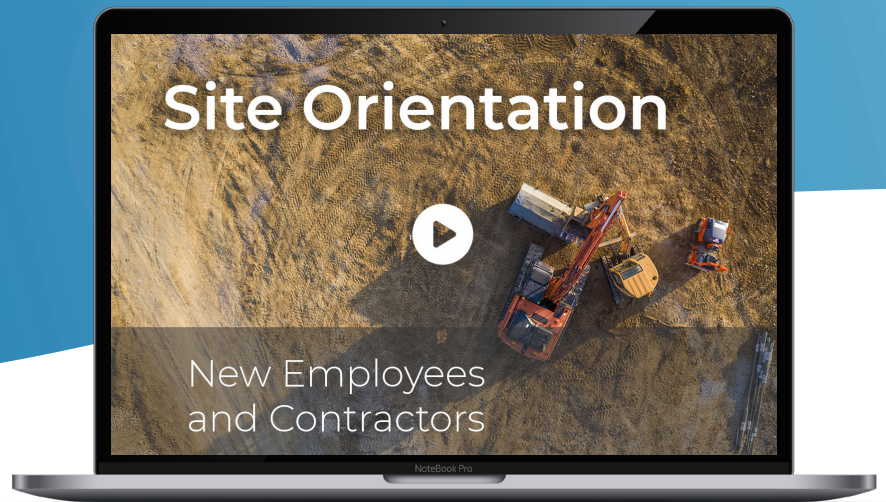 Site Orientation
New Employees
and Contractors
NoteBook Pro